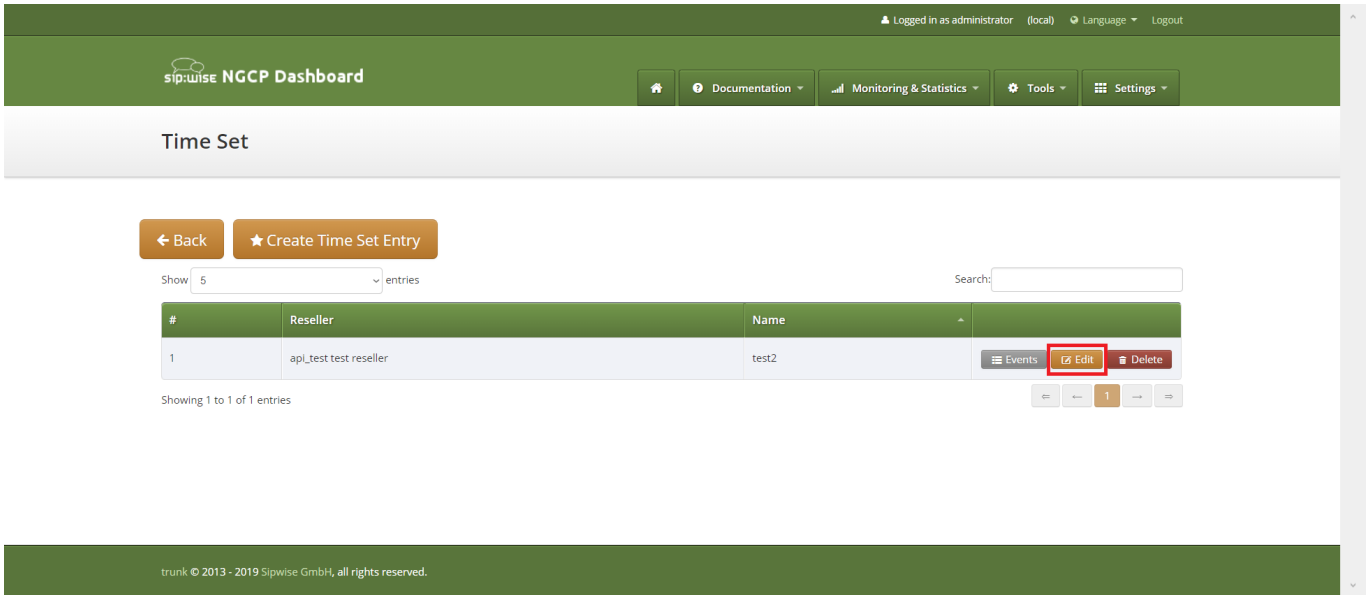 Logged in as administrator (local) Language Logout
sip:wise NGCP Dashboard
Documentation Monitoring & Statistics Tools Settings
Time Set
Back Create Time Set Entry
Show 5 entries Search:
# Reseller Name
1 api_test test reseller test2 Events Edit Delete
Showing 1 to 1 of 1 entries ⇐ ← 1 → ⇒
trunk © 2013 - 2019 Sipwise GmbH, all rights reserved.